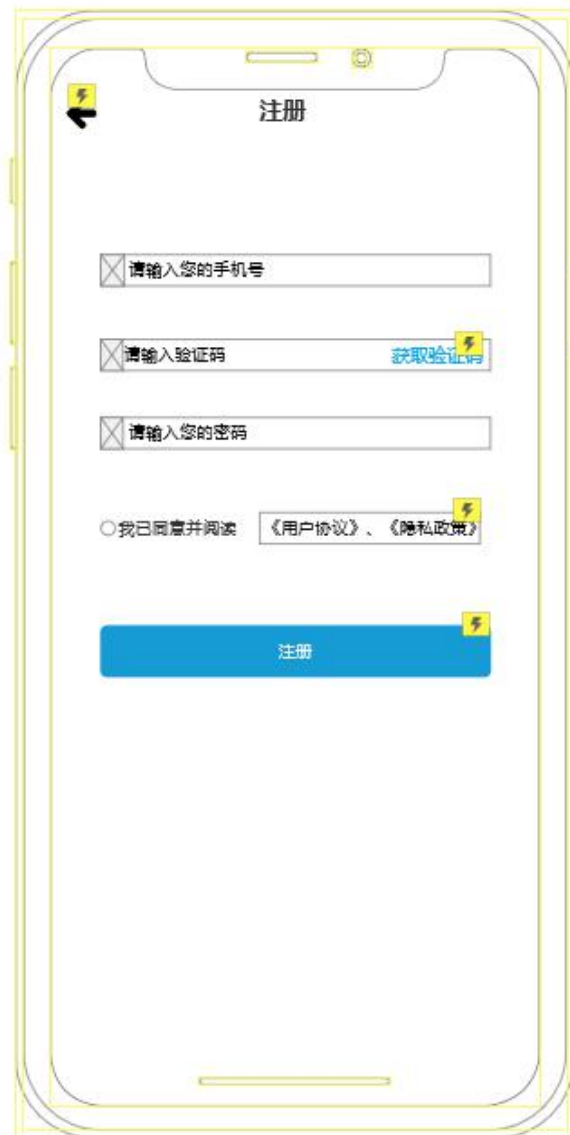 注册
请输入您的手机号
请输入验证码 获取验证码
请输入您的密码
我已同意并阅读 《用户协议》、《隐私政策》
注册